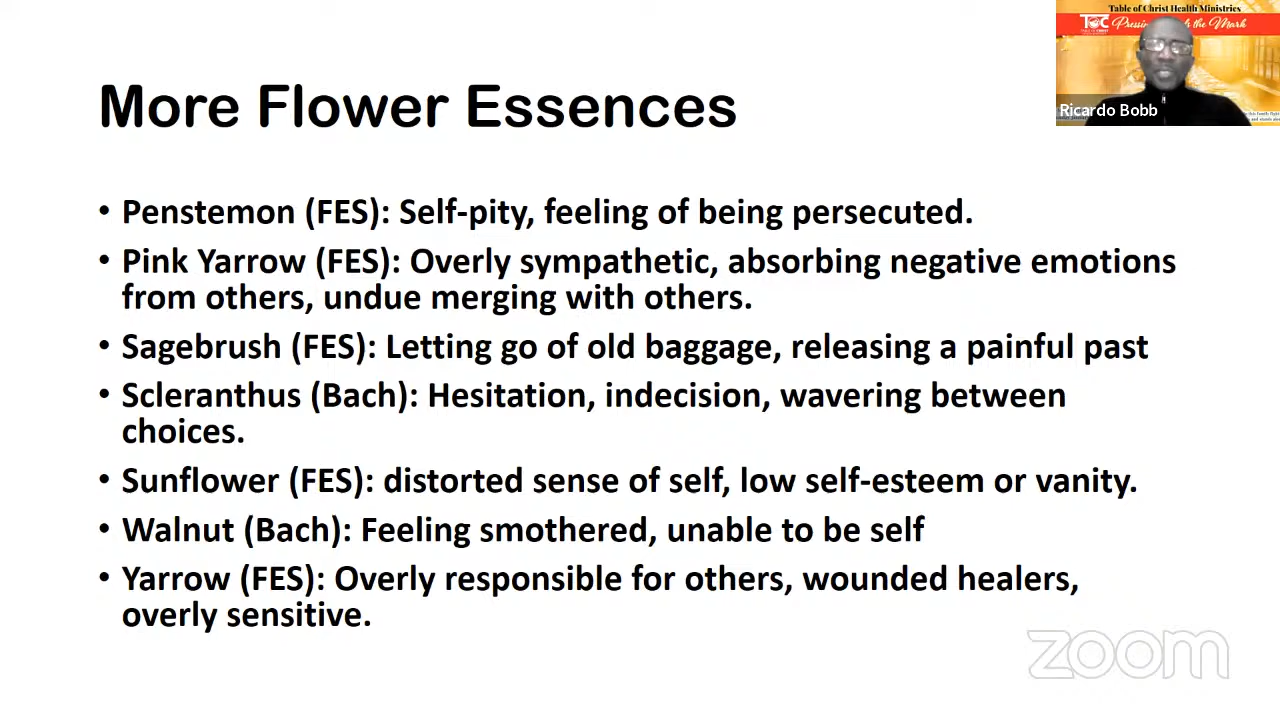 Table of Christ Health Ministries
TOC
Ricardo Bobb
More Flower Essences
• Penstemon (FES): Self-pity, feeling of being persecuted.
• Pink Yarrow (FES): Overly sympathetic, absorbing negative emotions
from others, undue merging with others.
• Sagebrush (FES): Letting go of old baggage, releasing a painful past
• Scleranthus (Bach): Hesitation, indecision, wavering between
choices.
• Sunflower (FES): distorted sense of self, low self-esteem or vanity.
• Walnut (Bach): Feeling smothered, unable to be self
• Yarrow (FES): Overly responsible for others, wounded healers,
overly sensitive.
zoom